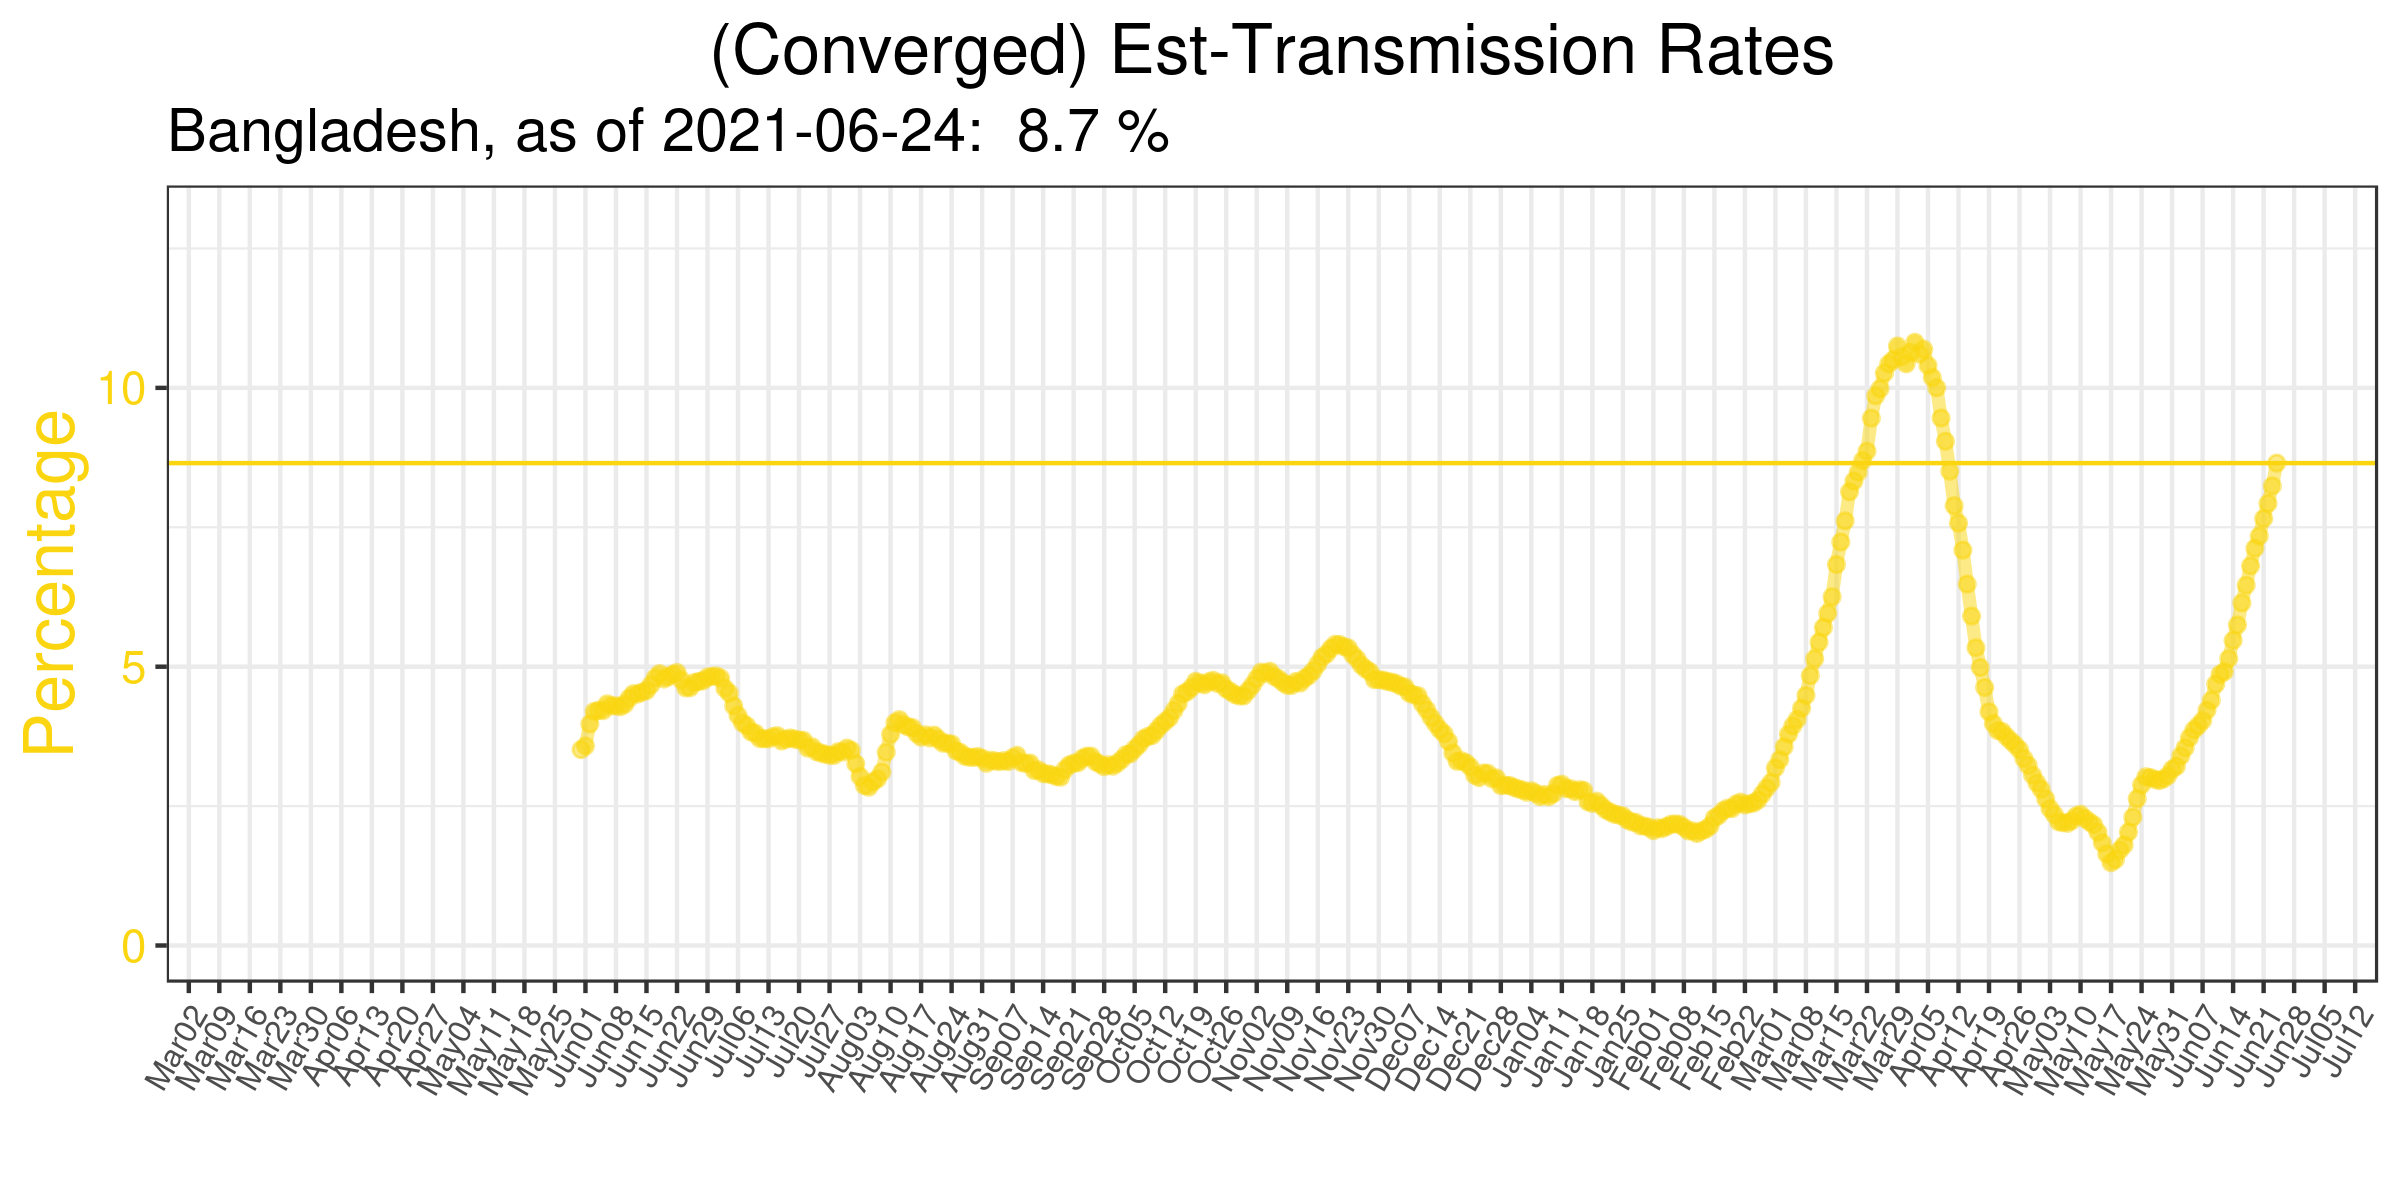 (Converged) Est-Transmission Rates
Bangladesh, as of 2021-06-24:  8.7 %
Percentage
10
5
0
Mar02
Mar09
Mar16
Mar23
Mar30
Apr06
Apr13
Apr20
Apr27
May04
May11
May18
May25
Jun01
Jun08
Jun15
Jun22
Jun29
Jul06
Jul13
Jul20
Jul27
Aug03
Aug10
Aug17
Aug24
Aug31
Sep07
Sep14
Sep21
Sep28
Oct05
Oct12
Oct19
Oct26
Nov02
Nov09
Nov16
Nov23
Nov30
Dec07
Dec14
Dec21
Dec28
Jan04
Jan11
Jan18
Jan25
Feb01
Feb08
Feb15
Feb22
Mar01
Mar08
Mar15
Mar22
Mar29
Apr05
Apr12
Apr19
Apr26
May03
May10
May17
May24
May31
Jun07
Jun14
Jun21
Jun28
Jul05
Jul12